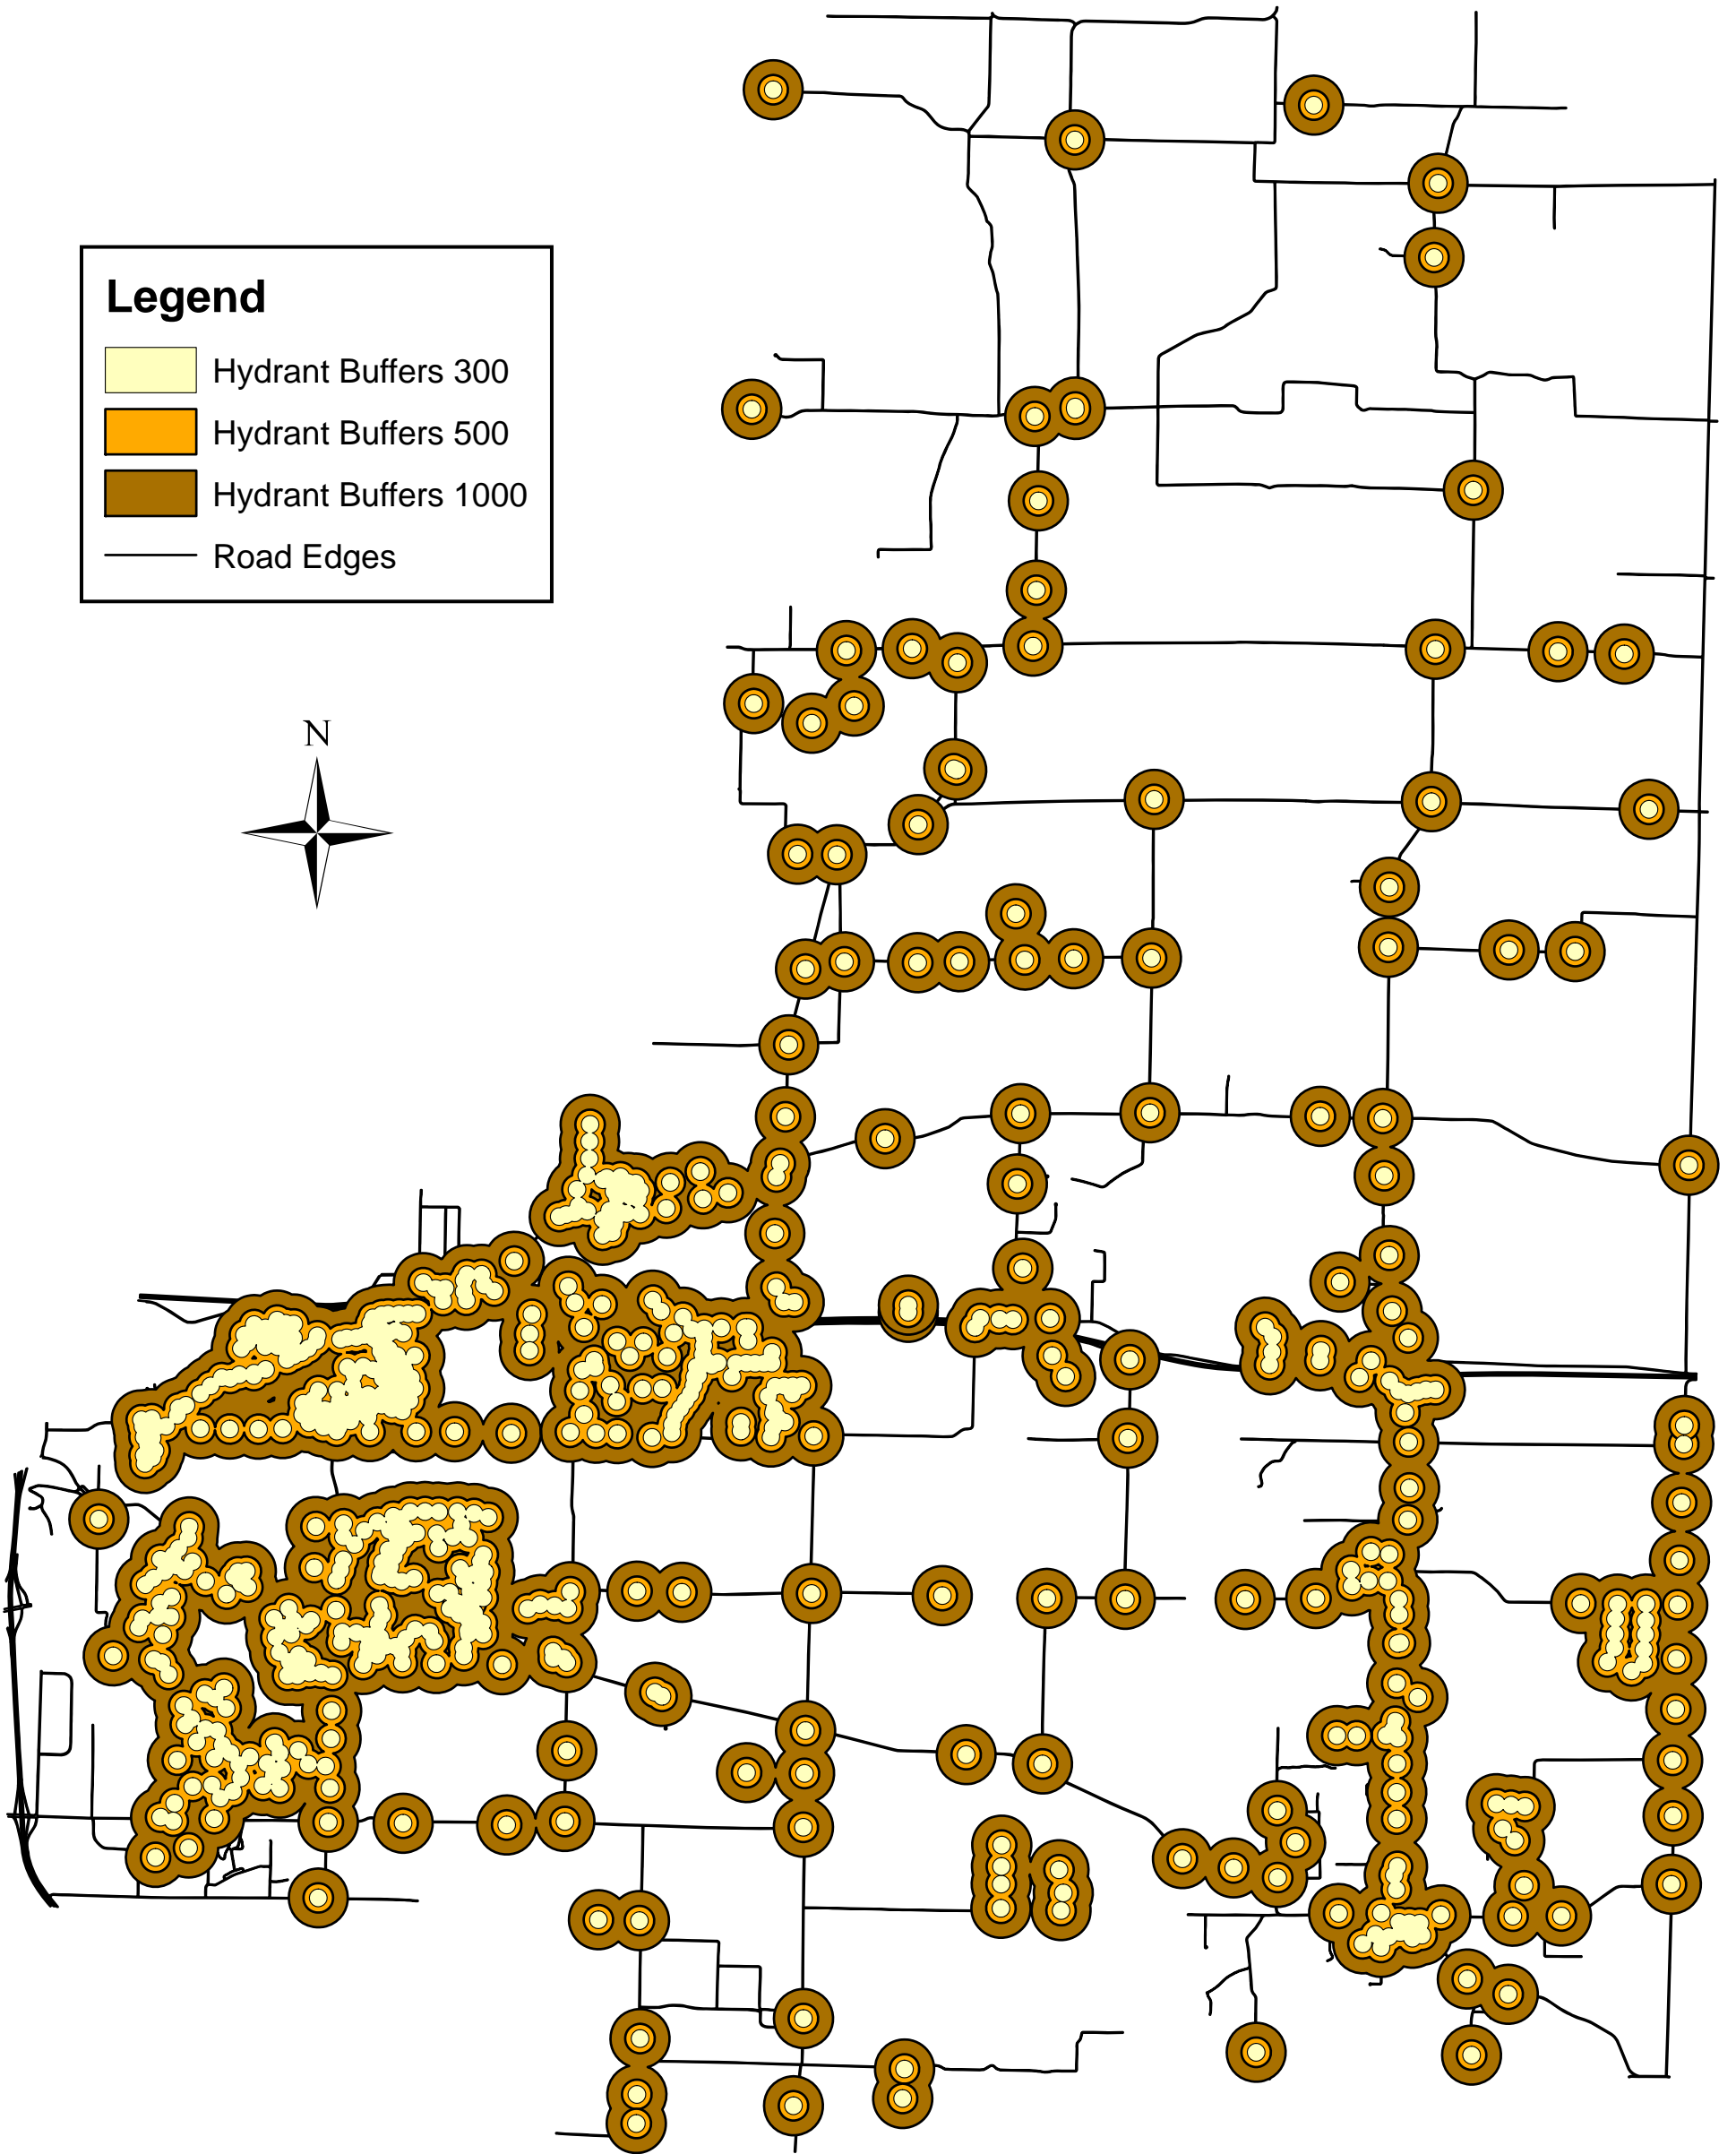 Legend
Hydrant Buffers 300
Hydrant Buffers 500
Hydrant Buffers 1000
Road Edges
N